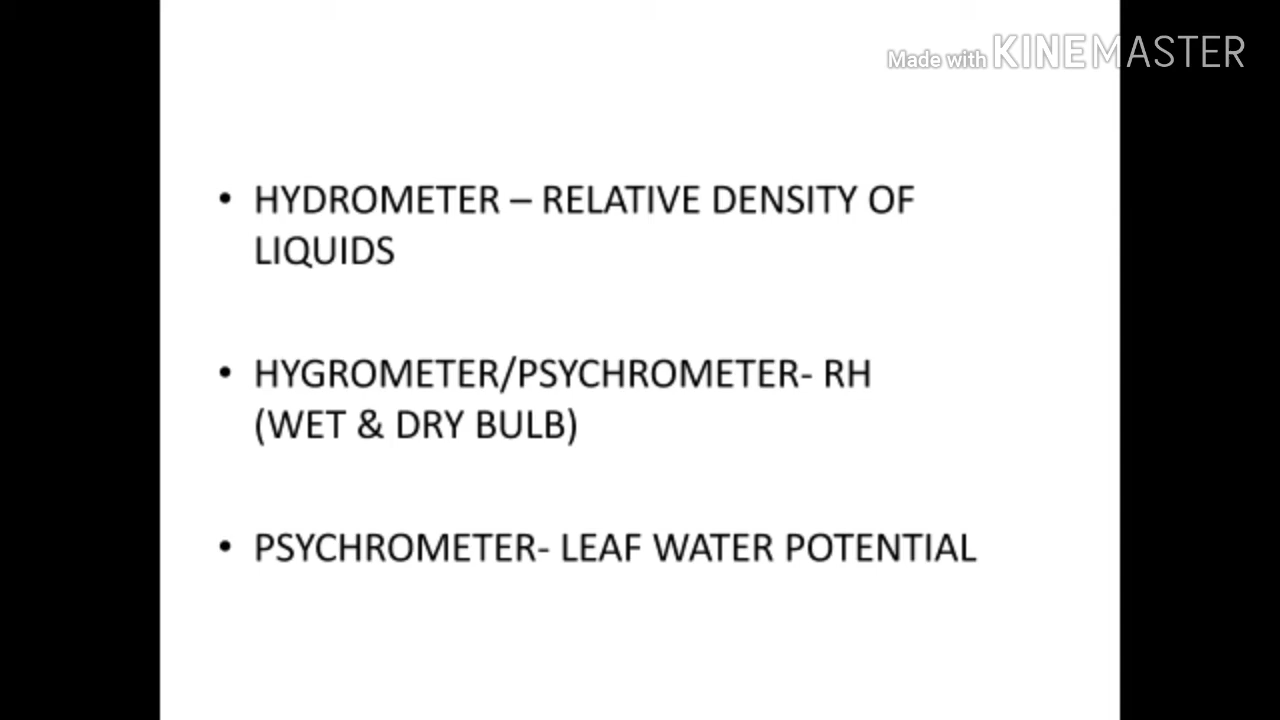 Made with KINEMASTER
• HYDROMETER – RELATIVE DENSITY OF
LIQUIDS
• HYGROMETER/PSYCHROMETER- RH
(WET & DRY BULB)
• PSYCHROMETER- LEAF WATER POTENTIAL